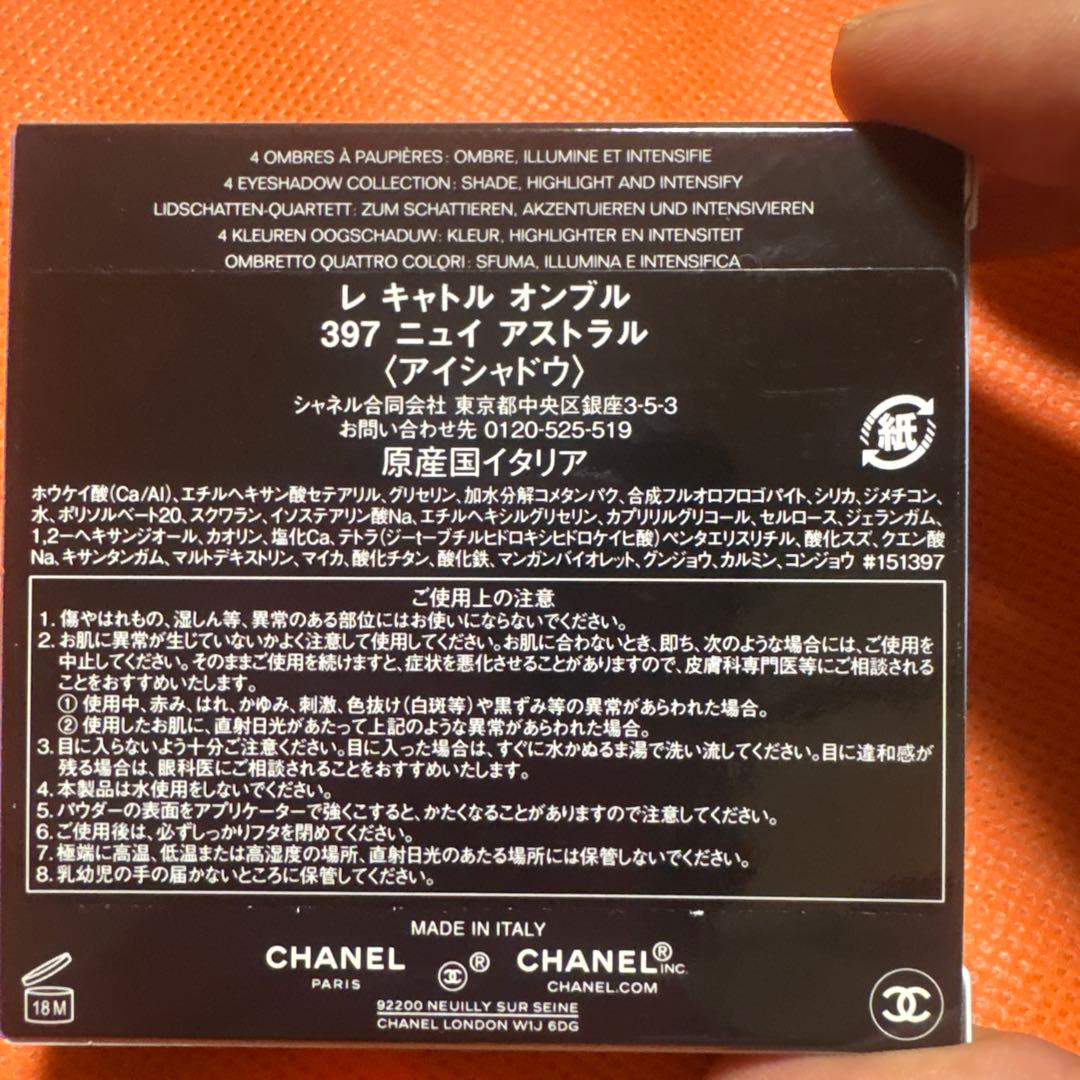 4 OMBRES À PAUPIÈRES: OMBRE, ILLUMINE ET INTENSIFIE
4 EYESHADOW COLLECTION: SHADE, HIGHLIGHT AND INTENSIFY
LIDSCHATTEN-QUARTETT: ZUM SCHATTIEREN, AKZENTUIEREN UND INTENSIVIEREN
4 KLEUREN OOGSCHADUW: KLEUR, HIGHLIGHTER EN INTENSITEIT
OMBRETTO QUATTRO COLORI: SFUMA, ILLUMINA E INTENSIFICA
レ キャトル オンブル
397 ニュイ アストラル
〈アイシャドウ〉
シャネル合同会社 東京都中央区銀座3-5-3
お問い合わせ先 0120-525-519
原産国イタリア
紙
ホウケイ酸(Ca/Al)、エチルヘキサン酸セテアリル、グリセリン、加水分解コメタンパク、合成フルオロフロゴパイト、シリカ、ジメチコン、
水、ポリソルベート20、スクワラン、イソステアリン酸Na、エチルヘキシルグリセリン、カプリリルグリコール、セルロース、ジェランガム、
1,2-ヘキサンジオール、カオリン、塩化Ca、テトラ(ジ-t-ブチルヒドロキシヒドロケイヒ酸)ペンタエリスリチル、酸化スズ、クエン酸
Na、キサンタンガム、マルトデキストリン、マイカ、酸化チタン、酸化鉄、マンガンバイオレット、グンジョウ、カルミン、コンジョウ #151397
ご使用上の注意
1. 傷やはれもの、湿しん等、異常のある部位にはお使いにならないでください。
2. お肌に異常が生じていないかよく注意して使用してください。お肌に合わないとき、即ち、次のような場合には、ご使用を
中止してください。そのままご使用を続けますと、症状を悪化させることがありますので、皮膚科専門医等にご相談される
ことをおすすめいたします。
① 使用中、赤み、はれ、かゆみ、刺激、色抜け(白斑等)や黒ずみ等の異常があらわれた場合。
② 使用したお肌に、直射日光があたって上記のような異常があらわれた場合。
3. 目に入らないよう十分ご注意ください。目に入った場合は、すぐに水かぬるま湯で洗い流してください。目に違和感が
残る場合は、眼科医にご相談されることをおすすめいたします。
4. 本製品は水使用をしないでください。
5. パウダーの表面をアプリケーターで強くこすると、かたくなることがありますので注意してください。
6. ご使用後は、必ずしっかりフタを閉めてください。
7. 極端に高温、低温または高湿度の場所、直射日光のあたる場所には保管しないでください。
8. 乳幼児の手の届かないところに保管してください。
MADE IN ITALY
CHANEL ® CHANEL® INC.
PARIS CHANEL.COM
92200 NEUILLY SUR SEINE
CHANEL LONDON W1J 6DG
18 M